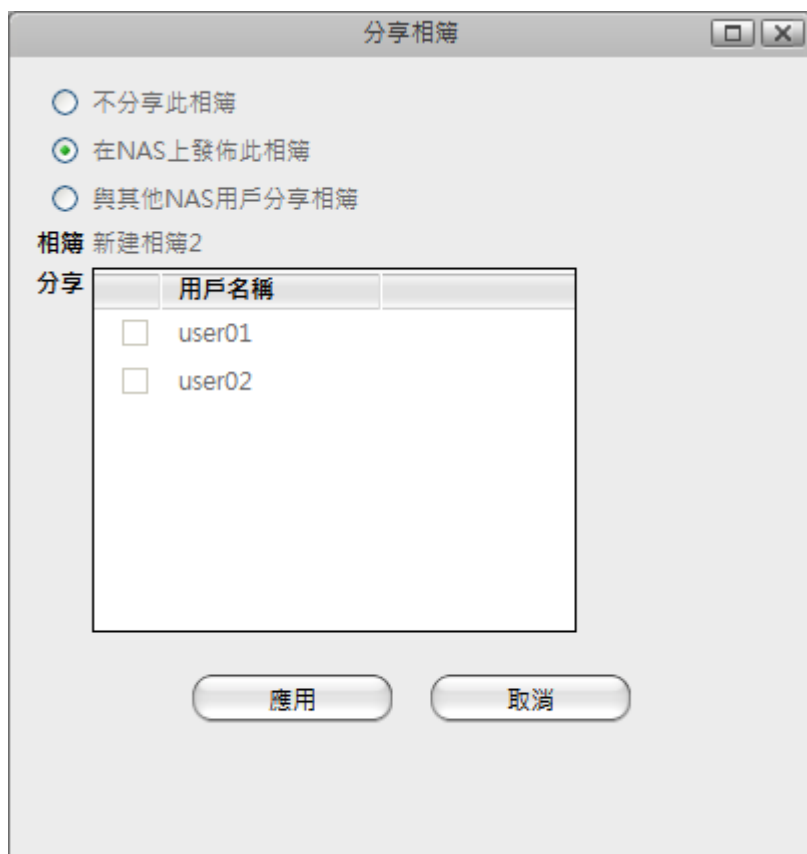 分享相簿
不分享此相簿
在NAS上發佈此相簿
與其他NAS用戶分享相簿
相簿 新建相簿2
分享 用戶名稱
user01
user02
應用 取消